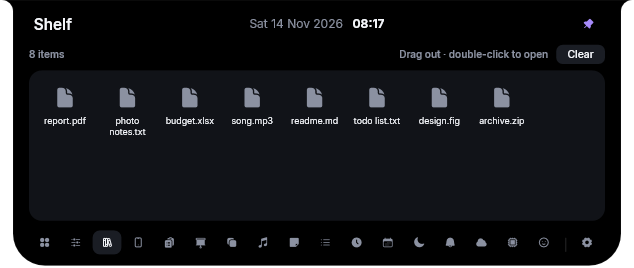 Shelf
Sat 14 Nov 2026 08:17
8 items
Drag out · double-click to open
Clear
report.pdf
photo
notes.txt
budget.xlsx
song.mp3
readme.md
todo list.txt
design.fig
archive.zip